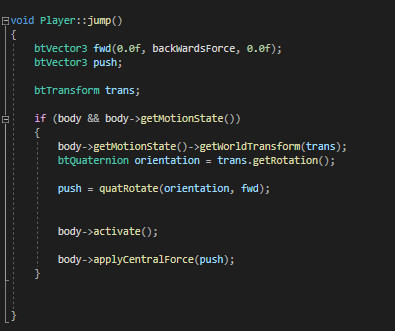 void Player::jump()
{
btVector3 fwd(0.0f, backWardsForce, 0.0f);
btVector3 push;
btTransform trans;
if (body && body->getMotionState())
{
body->getMotionState()->getWorldTransform(trans);
btQuaternion orientation = trans.getRotation();
push = quatRotate(orientation, fwd);
body->activate();
body->applyCentralForce(push);
}
}